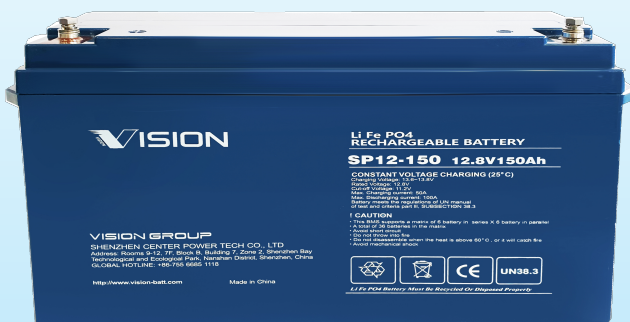 VISION
Li Fe PO4
RECHARGEABLE BATTERY
SP12-150 12.8V150Ah
CONSTANT VOLTAGE CHARGING (25°C)
Charging Voltage: 13.6~13.8V
Rated Voltage: 12.8V
Cut-off Voltage: 11.2V
Max. Charging current: 50A
Max. Discharging current: 100A
Battery meets the regulations of UN manual
of test and criteria part III, SUBSECTION 38.3
! CAUTION
· This BMS supports a matrix of 6 battery in series X 6 battery in parallel
· A total of 36 batteries in the matrix
· Avoid short circuit
· Do not throw into fire
· Do not disassemble when the heat is above 60°C, or it will catch fire
· Avoid mechanical shock
CE
UN38.3
Li Fe PO4 Battery Must Be Recycled Or Disposed Properly
VISION GROUP
SHENZHEN CENTER POWER TECH CO., LTD
Address: Rooms 9-12, 7F, Block B, Building 7, Zone 2, Shenzhen Bay
Technological and Ecological Park, Nanshan District, Shenzhen, China
GLOBAL HOTLINE: +86-755 6685 1118
http://www.vision-batt.com Made in China